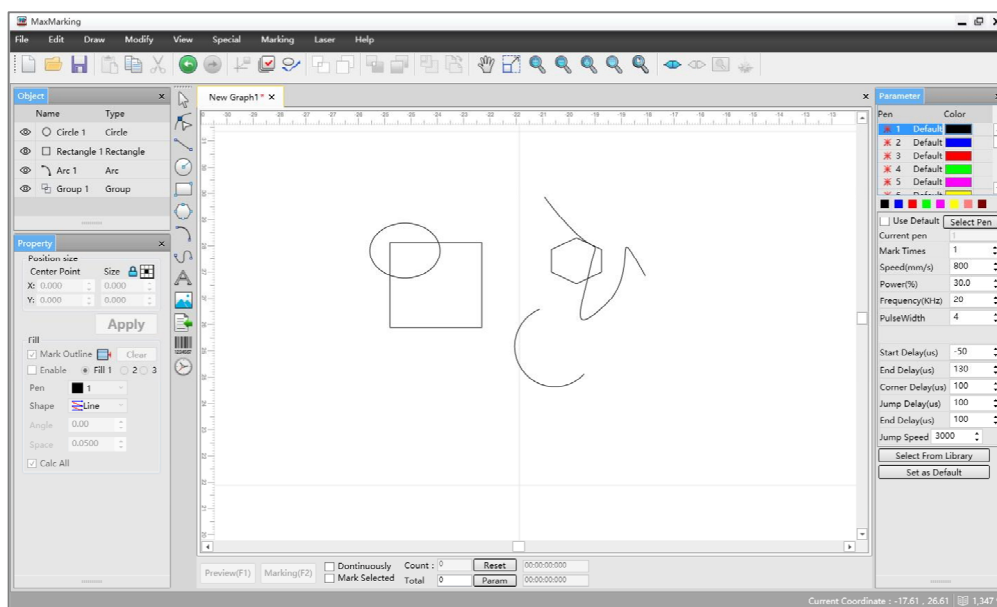 MaxMarking
File Edit Draw Modify View Special Marking Laser Help
Object
Name Type
Circle 1 Circle
Rectangle 1 Rectangle
Arc 1 Arc
Group 1 Group
Property
Position size
Center Point Size
X: 0.000 0.000
Y: 0.000 0.000
Apply
Fill
Mark Outline Clear
Enable Fill 1 2 3
Pen 1
Shape Line
Angle 0.00
Space 0.0500
Calc All
New Graph1*
Preview(F1) Marking(F2)
Dontinuously Count : 0 Reset 00:00:00:000
Mark Selected Total 0 Param 00:00:00:000
Parameter
Pen Color
1 Default
2 Default
3 Default
4 Default
5 Default
6 Default
Use Default Select Pen
Current pen 1
Mark Times 1
Speed(mm/s) 800
Power(%) 30.0
Frequency(KHz) 20
PulseWidth 4
Start Delay(us) -50
End Delay(us) 130
Corner Delay(us) 100
Jump Delay(us) 100
End Delay(us) 100
Jump Speed 3000
Select From Library
Set as Default
Current Coordinate : -17.61 , 26.61 1,347